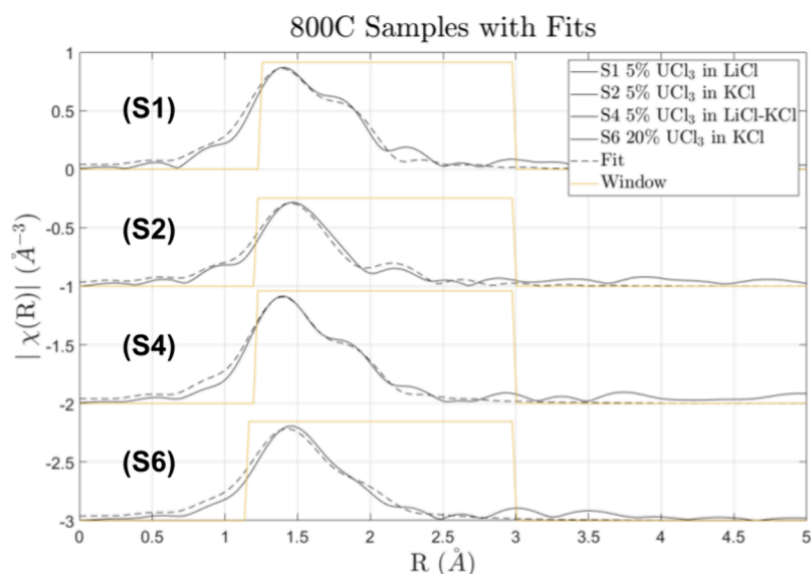 800C Samples with Fits
S1 5% UCl₃ in LiCl
S2 5% UCl₃ in KCl
S4 5% UCl₃ in LiCl-KCl
S6 20% UCl₃ in KCl
Fit
Window
(S1)
(S2)
(S4)
(S6)
| χ(R)| (Å⁻³)
1
0.5
0
-0.5
-1
-1.5
-2
-2.5
-3
0 0.5 1 1.5 2 2.5 3 3.5 4 4.5 5
R (Å)